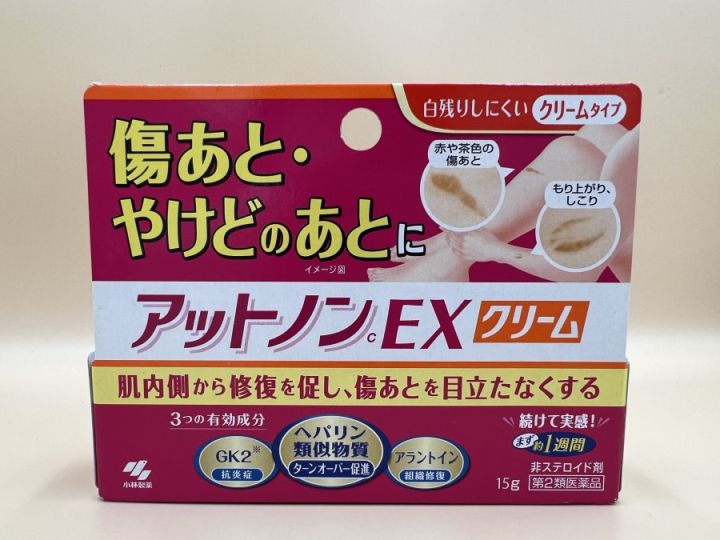 白残りしにくい クリームタイプ
傷あと・
やけどのあとに
赤や茶色の
傷あと
もり上がり、
しこり
イメージ図
アットノンcEX クリーム
肌内側から修復を促し、傷あとを目立たなくする
3つの有効成分
GK2※
抗炎症
ヘパリン
類似物質
ターンオーバー促進
アラントイン
組織修復
続けて実感!
まず約1週間
小林製薬
15g
非ステロイド剤
第2類医薬品